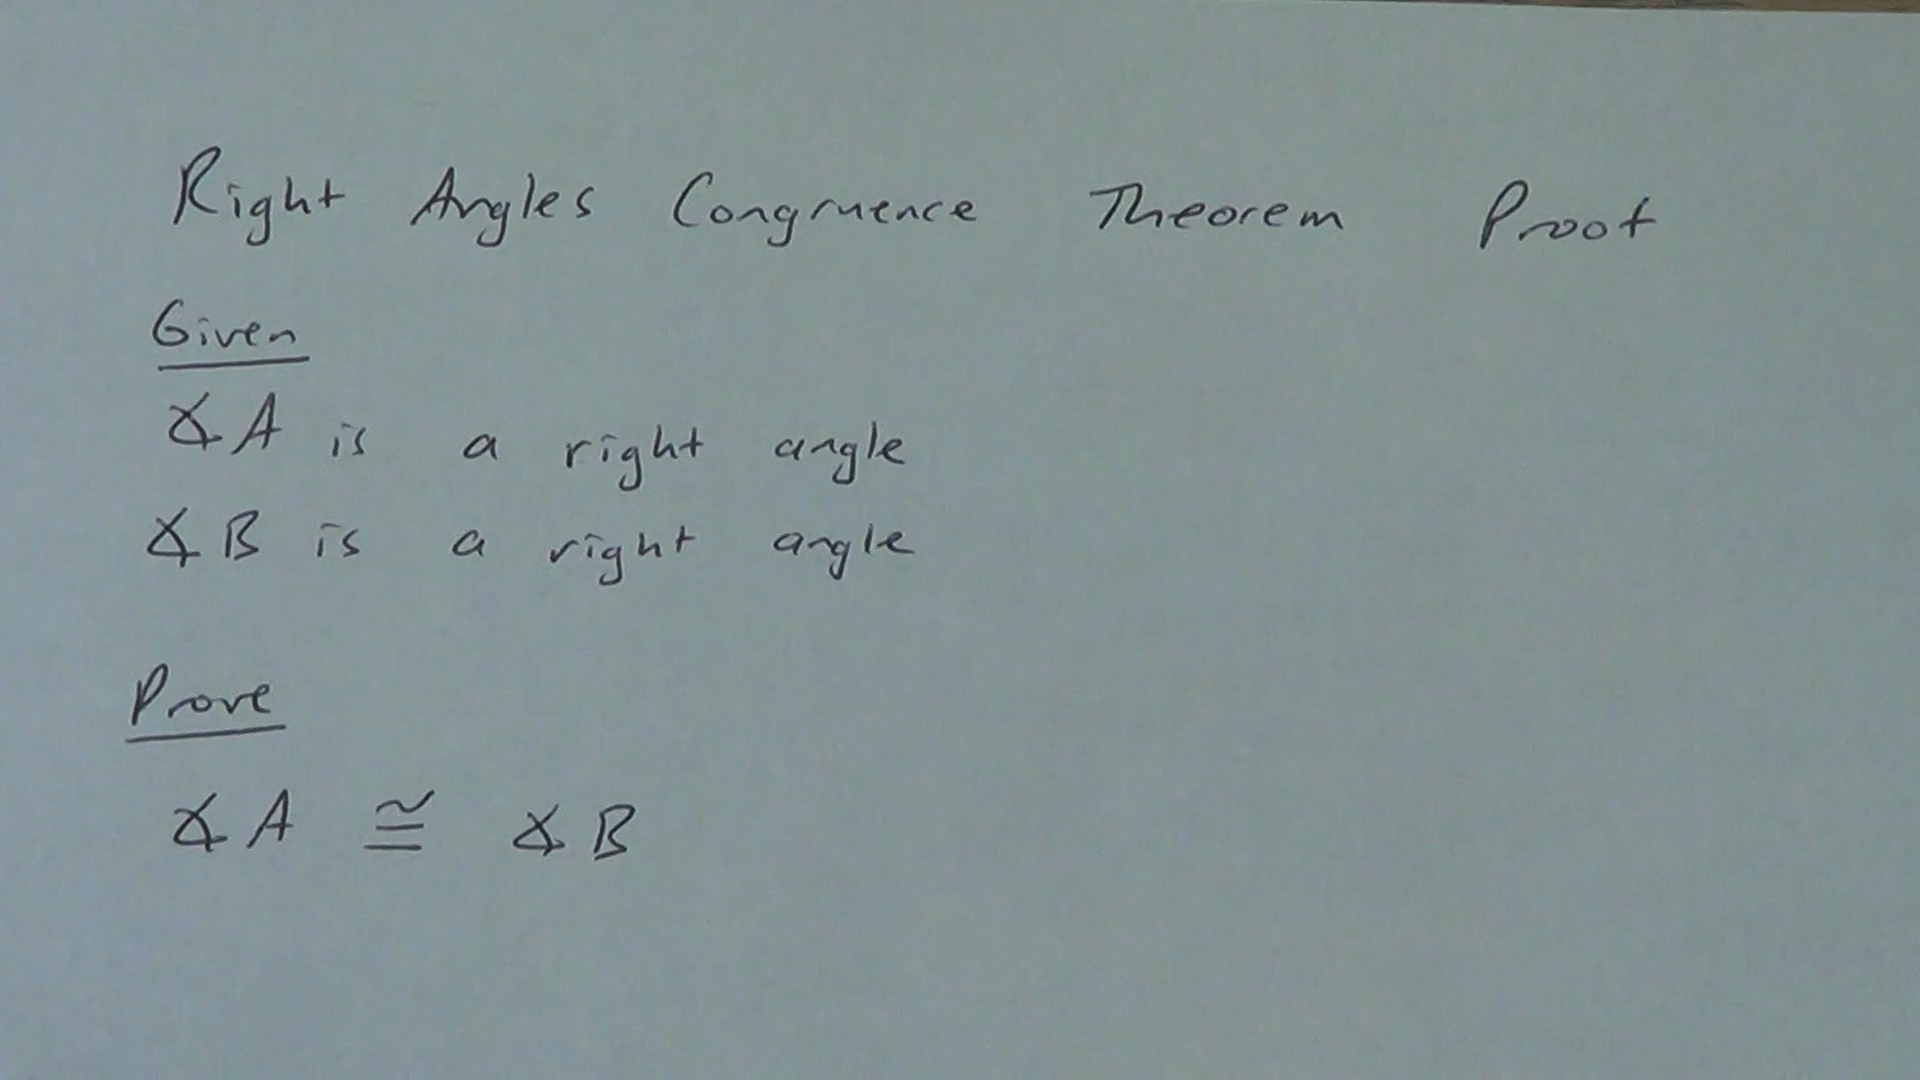 Right Angles Congruence Theorem Proof
Given
∡A is a right angle
∡B is a right angle
Prove
∡A ≅ ∡B